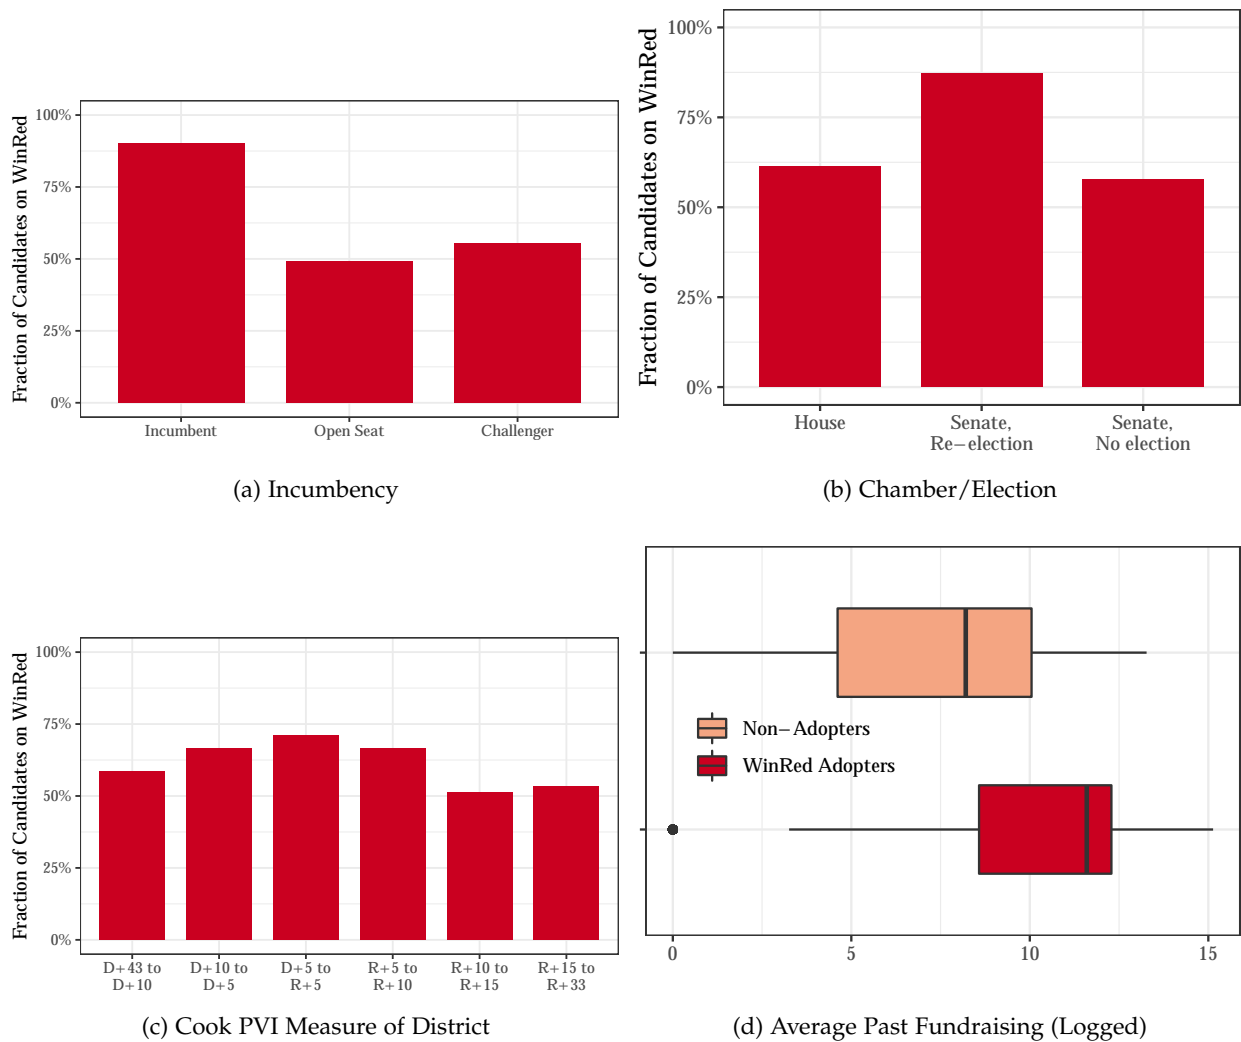 Fraction of Candidates on WinRed
100%
75%
50%
25%
0%
Incumbent
Open Seat
Challenger
(a) Incumbency
Fraction of Candidates on WinRed
100%
75%
50%
25%
0%
House
Senate,
Re−election
Senate,
No election
(b) Chamber/Election
Fraction of Candidates on WinRed
100%
75%
50%
25%
0%
D+43 to
D+10
D+10 to
D+5
D+5 to
R+5
R+5 to
R+10
R+10 to
R+15
R+15 to
R+33
(c) Cook PVI Measure of District
Non−Adopters
WinRed Adopters
0
5
10
15
(d) Average Past Fundraising (Logged)